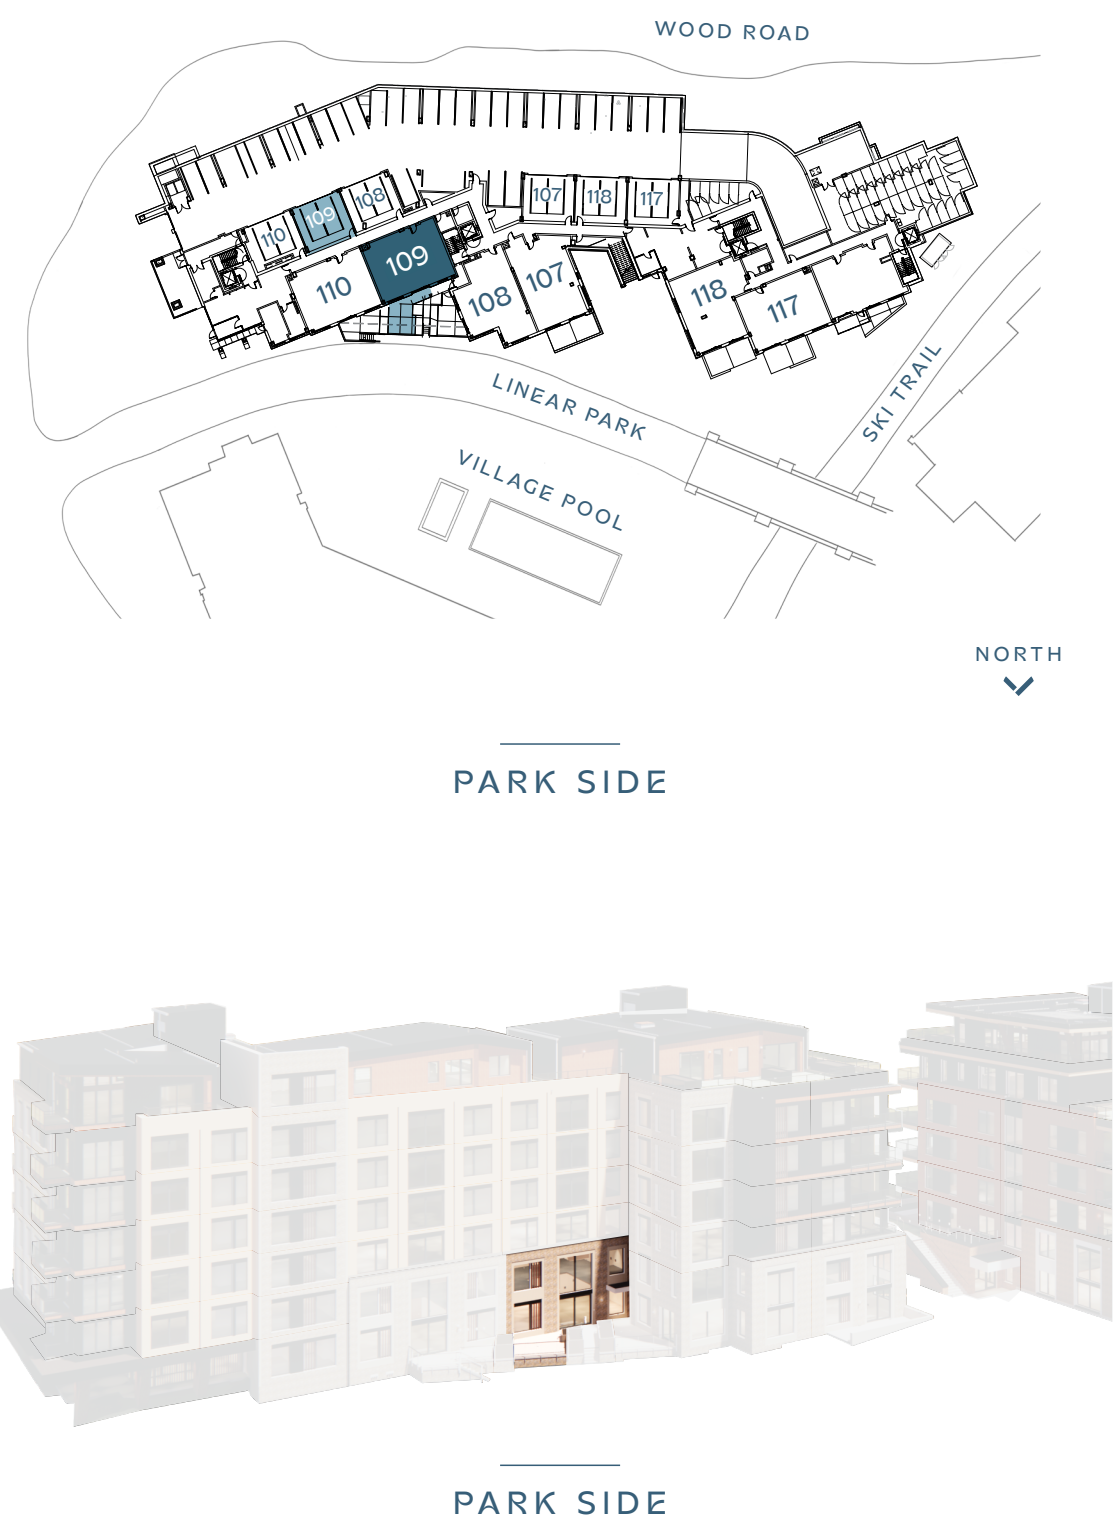 WOOD ROAD
107
118
117
108
109
110
109
110
107
108
118
117
LINEAR PARK
SKI TRAIL
VILLAGE POOL
NORTH
PARK SIDE
PARK SIDE